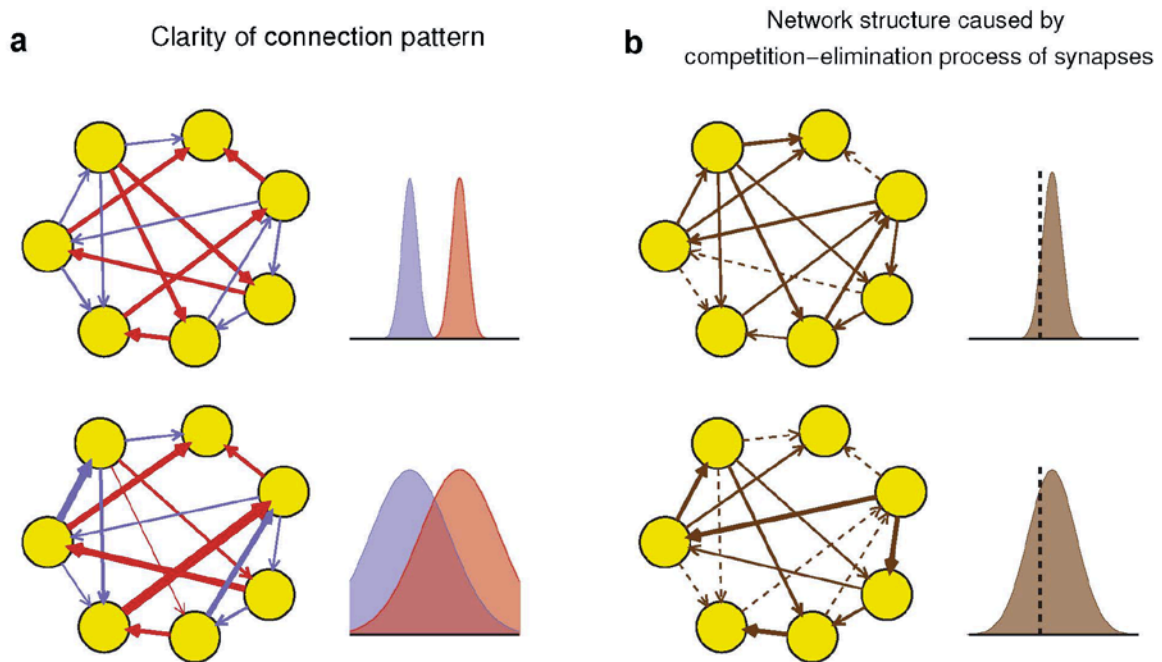 a
Clarity of connection pattern
b
Network structure caused by
competition−elimination process of synapses